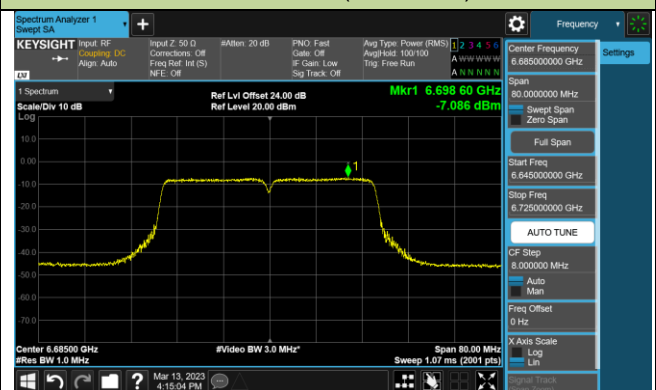 Spectrum Analyzer 1
Swept SA
Frequency
KEYSIGHT
Input: RF
Coupling: DC
Align: Auto
Input Z: 50 Ω
Corrections: Off
Freq Ref: Int (S)
NFE: Off
#Atten: 20 dB
PNO: Fast
Gate: Off
IF Gain: Low
Sig Track: Off
Avg Type: Power (RMS)
Avg|Hold: 100/100
Trig: Free Run
1 2 3 4 5 6
A W W W W W
A N N N N N
LXI
1 Spectrum
Scale/Div 10 dB
Log
Ref Lvl Offset 24.00 dB
Ref Level 20.00 dBm
Mkr1 6.698 60 GHz
-7.086 dBm
1
10.0
0.00
-10.0
-20.0
-30.0
-40.0
-50.0
-60.0
-70.0
Center 6.68500 GHz
#Res BW 1.0 MHz
#Video BW 3.0 MHz*
Span 80.00 MHz
Sweep 1.07 ms (2001 pts)
Mar 13, 2023
4:15:04 PM
Settings
Center Frequency
6.685000000 GHz
Span
80.0000000 MHz
Swept Span
Zero Span
Full Span
Start Freq
6.645000000 GHz
Stop Freq
6.725000000 GHz
AUTO TUNE
CF Step
8.000000 MHz
Auto
Man
Freq Offset
0 Hz
X Axis Scale
Log
Lin
Signal Track